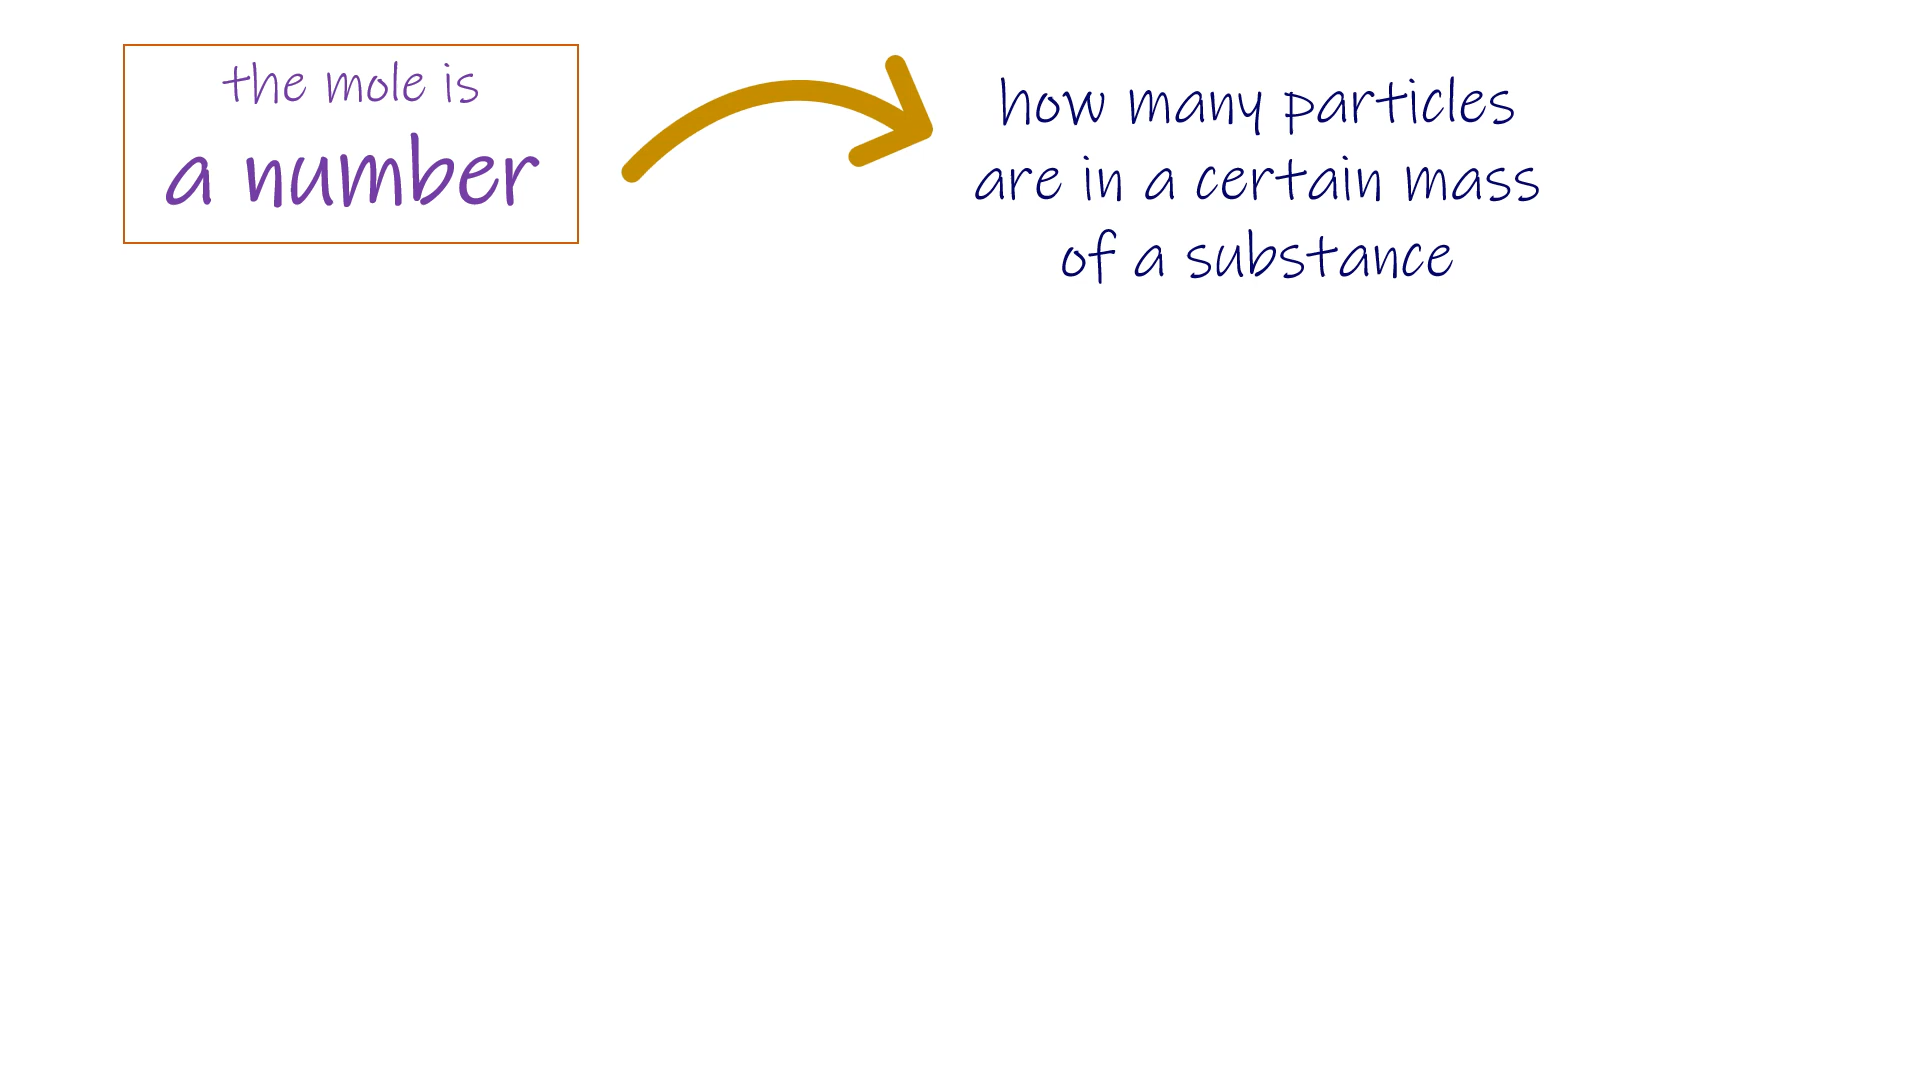 the mole is
a number
how many particles
are in a certain mass
of a substance